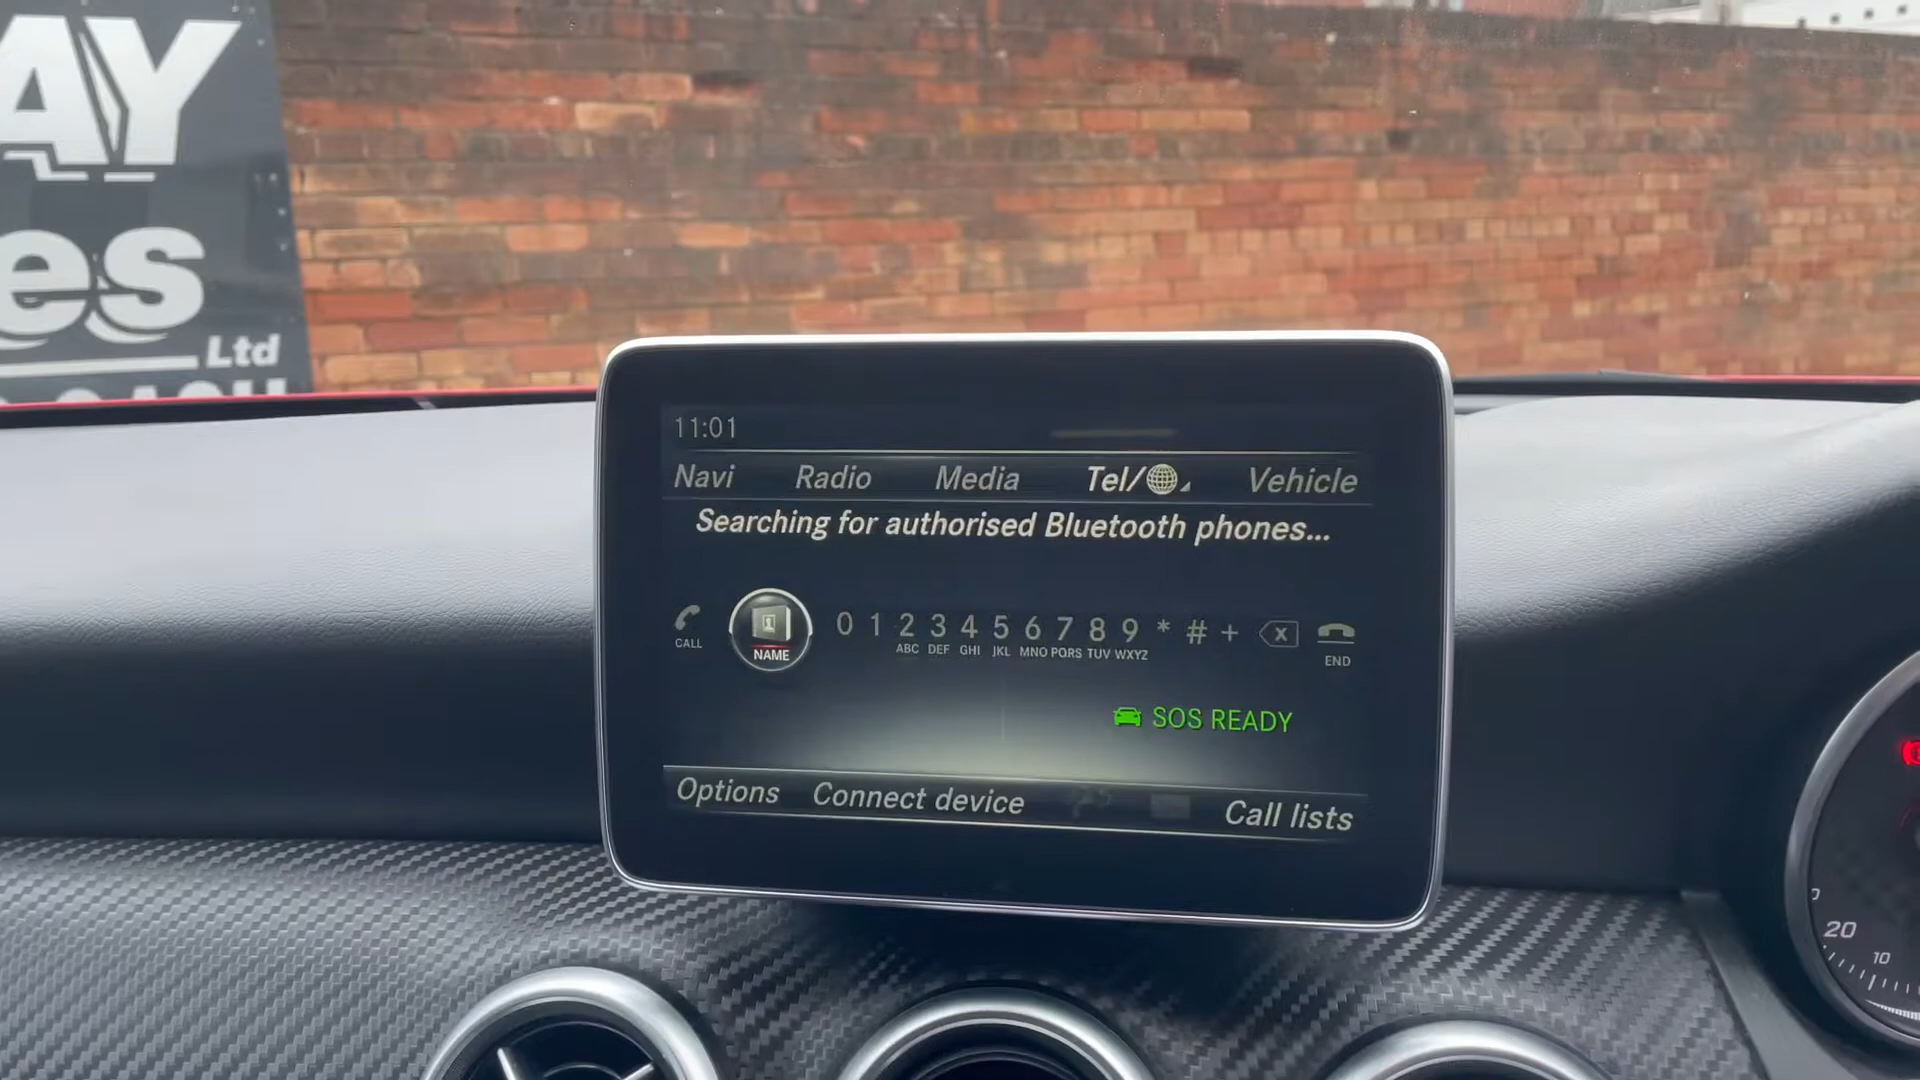 AY
es
Ltd
11:01
Navi Radio Media Tel/ Vehicle
Searching for authorised Bluetooth phones...
CALL NAME 0 1 2 3 4 5 6 7 8 9 * # + x END
ABC DEF GHI JKL MNO PQRS TUV WXYZ
SOS READY
Options Connect device Call lists
20
10